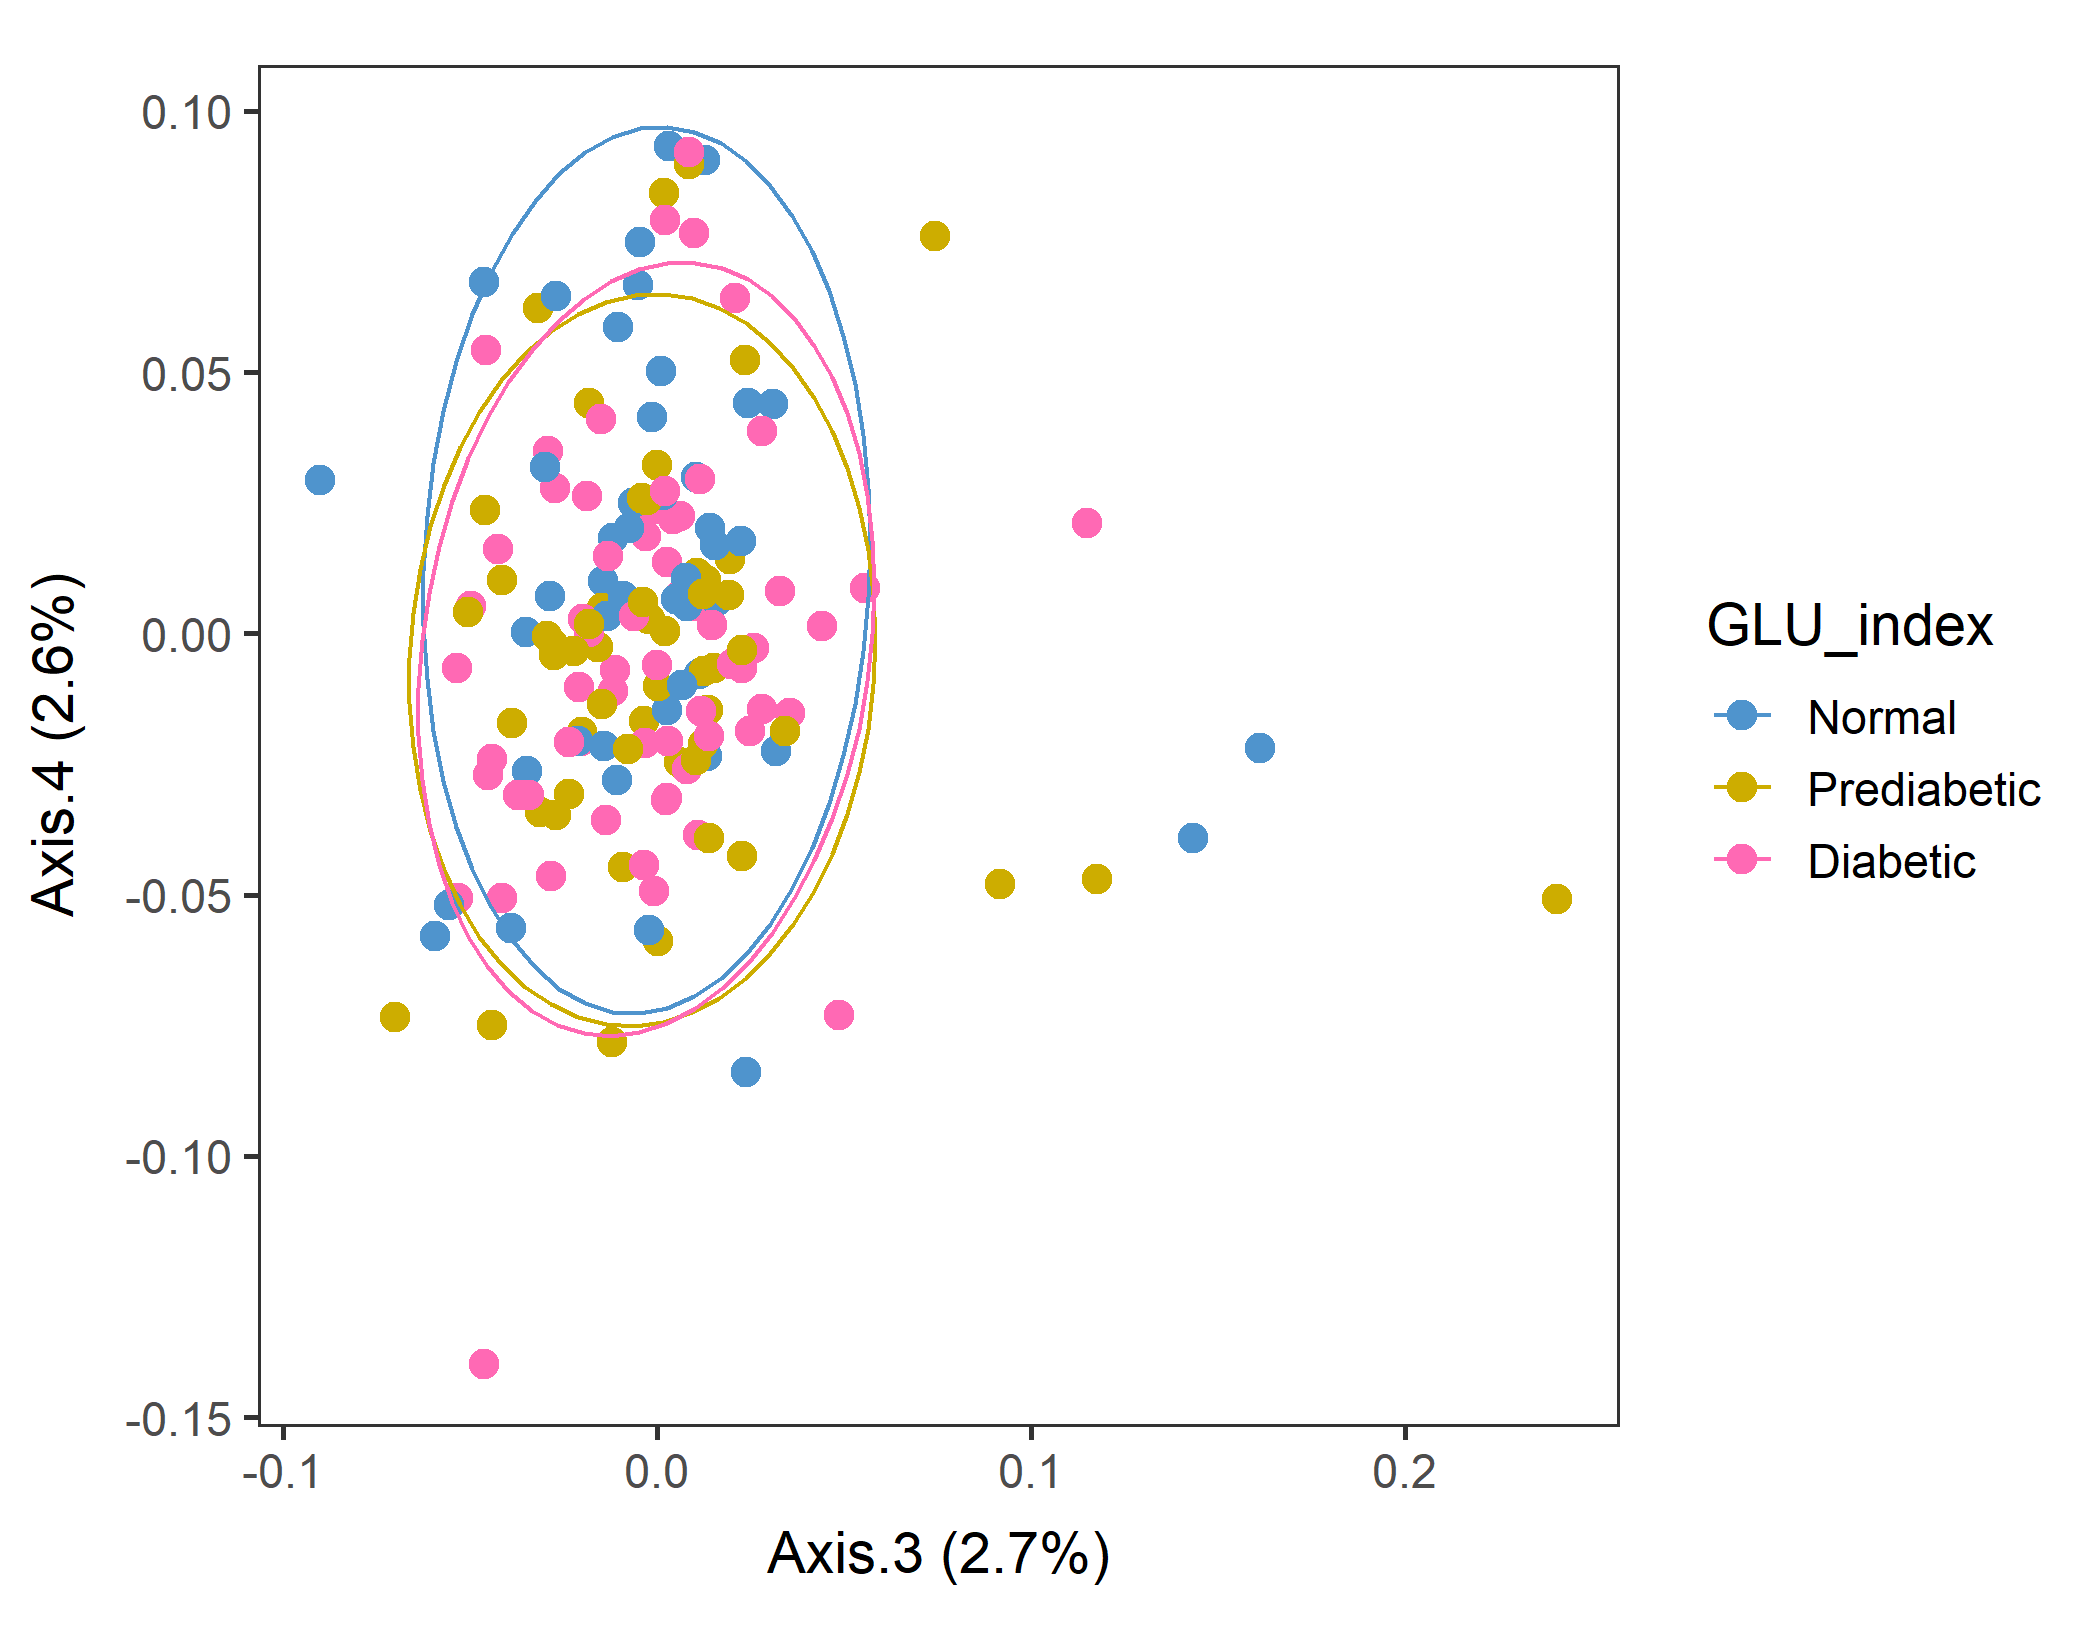 0.10
0.05
0.00
-0.05
-0.10
-0.15
-0.1
0.0
0.1
0.2
Axis.4 (2.6%)
Axis.3 (2.7%)
GLU_index
Normal
Prediabetic
Diabetic